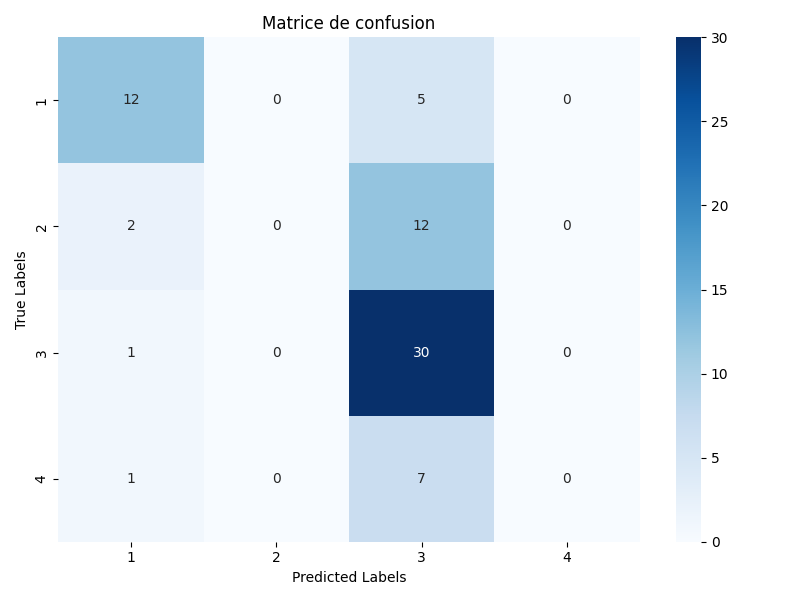 Matrice de confusion
True Labels
1 12 0 5 0
2 2 0 12 0
3 1 0 30 0
4 1 0 7 0
1 2 3 4
Predicted Labels
30
25
20
15
10
5
0